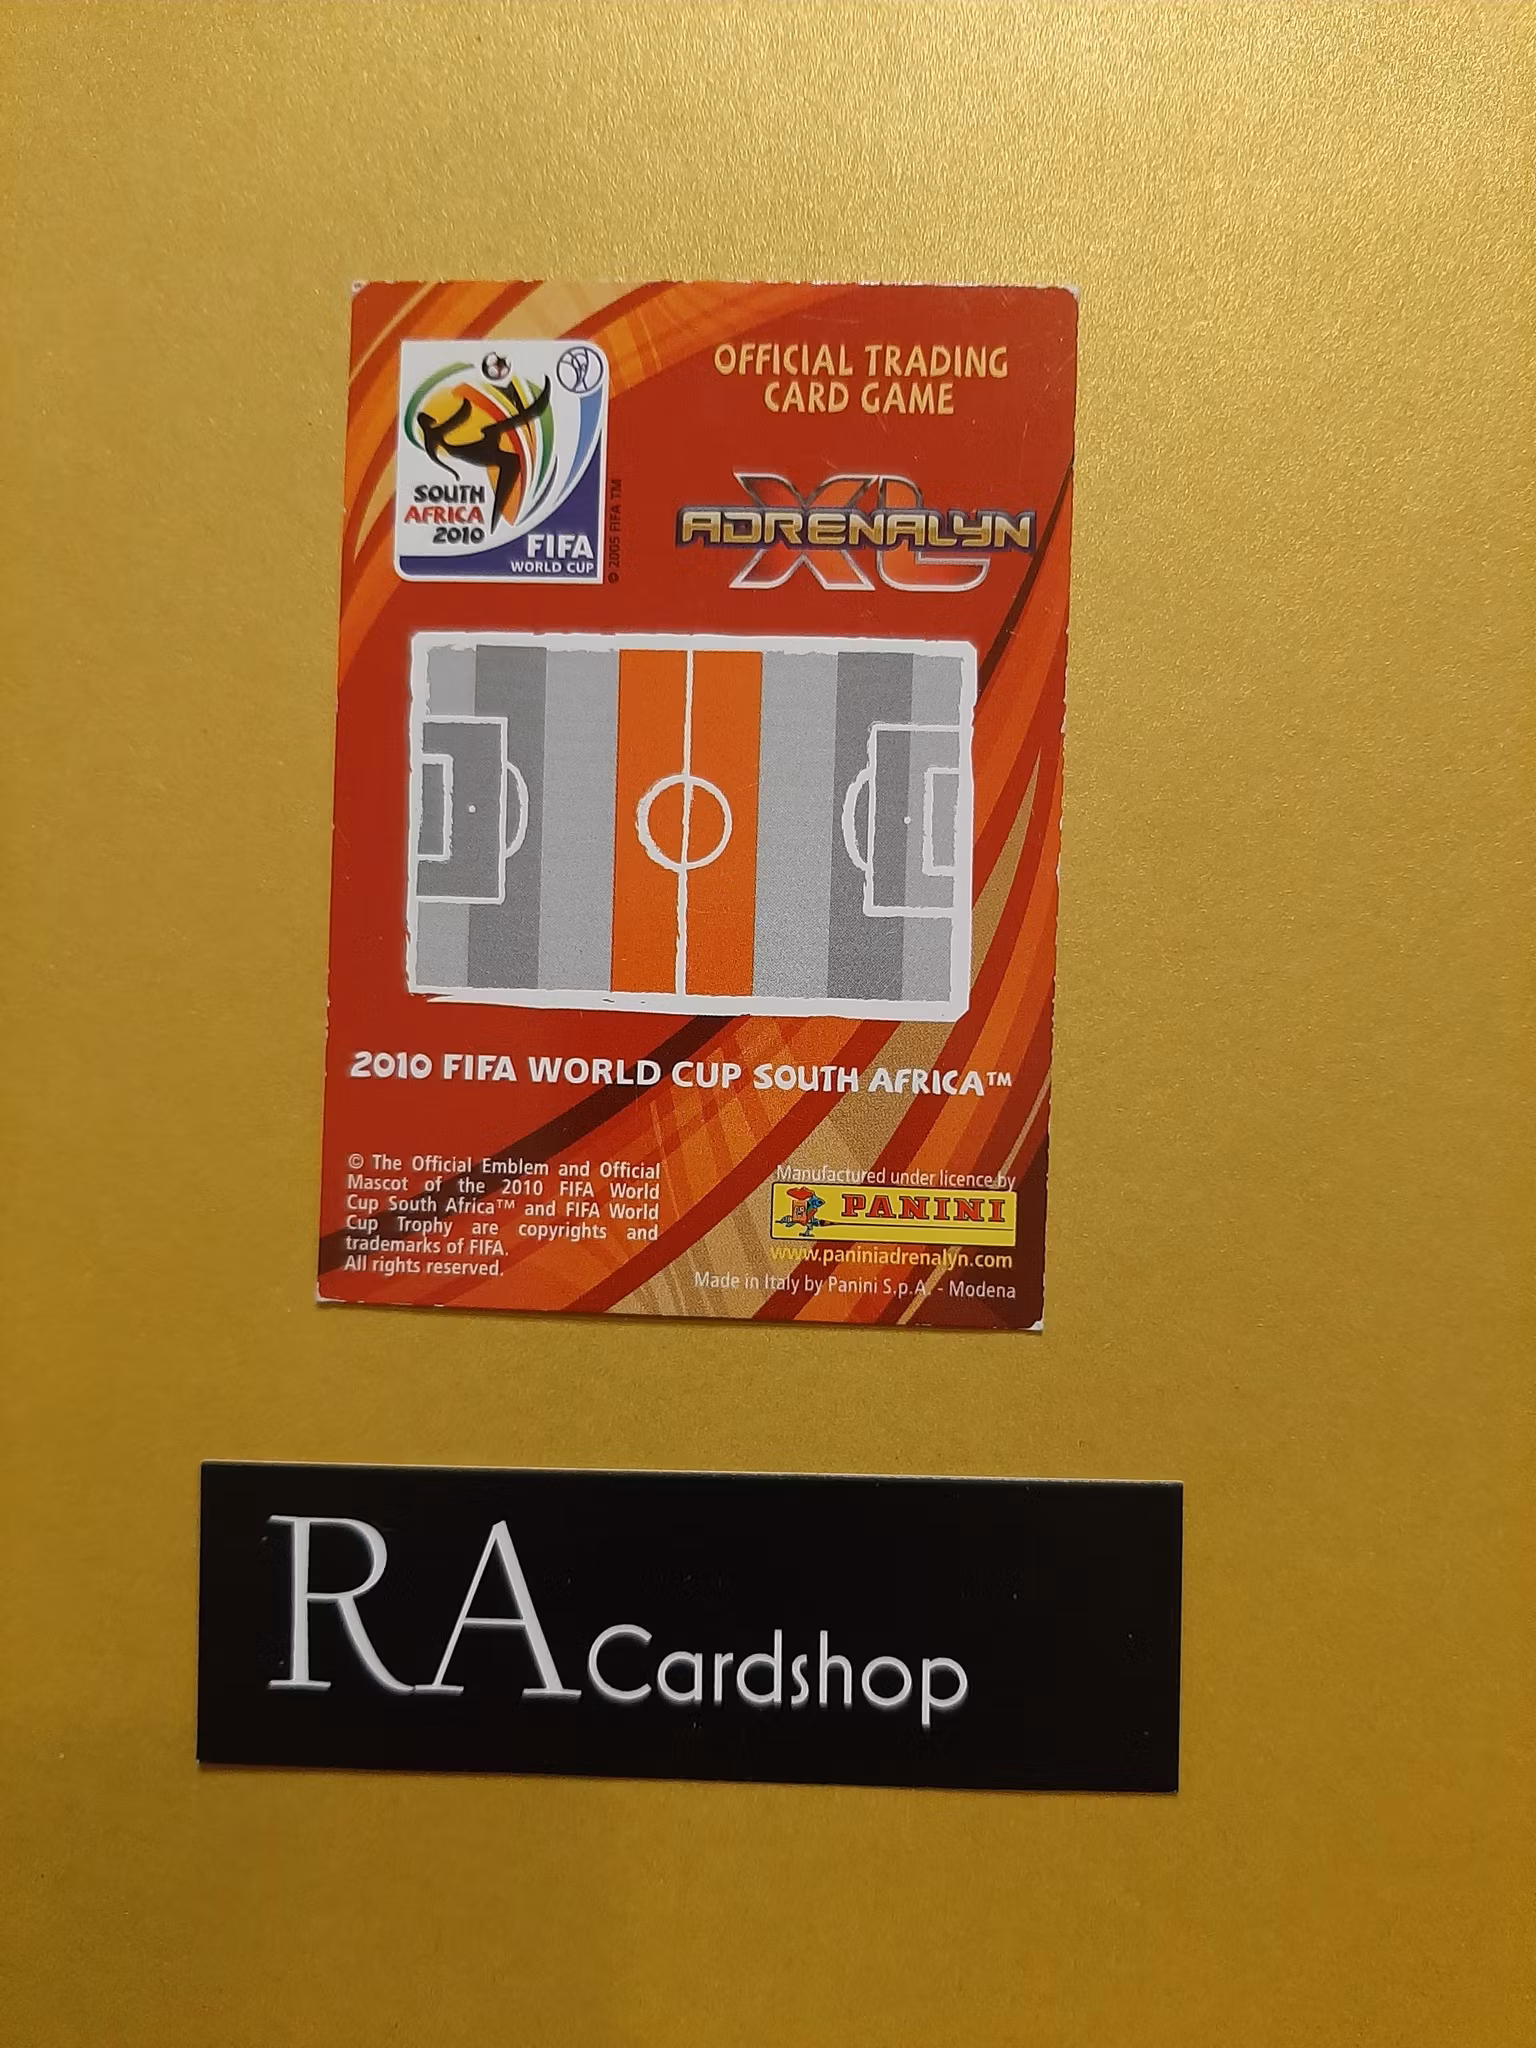 OFFICIAL TRADING
CARD GAME
SOUTH
AFRICA
2010
FIFA
WORLD CUP
© 2005 FIFA TM
ADRENALYN
XL
2010 FIFA WORLD CUP SOUTH AFRICA™
© The Official Emblem and Official
Mascot of the 2010 FIFA World
Cup South Africa™ and FIFA World
Cup Trophy are copyrights and
trademarks of FIFA.
All rights reserved.
Manufactured under licence by
PANINI
www.paniniadrenalyn.com
Made in Italy by Panini S.p.A. - Modena
RA Cardshop